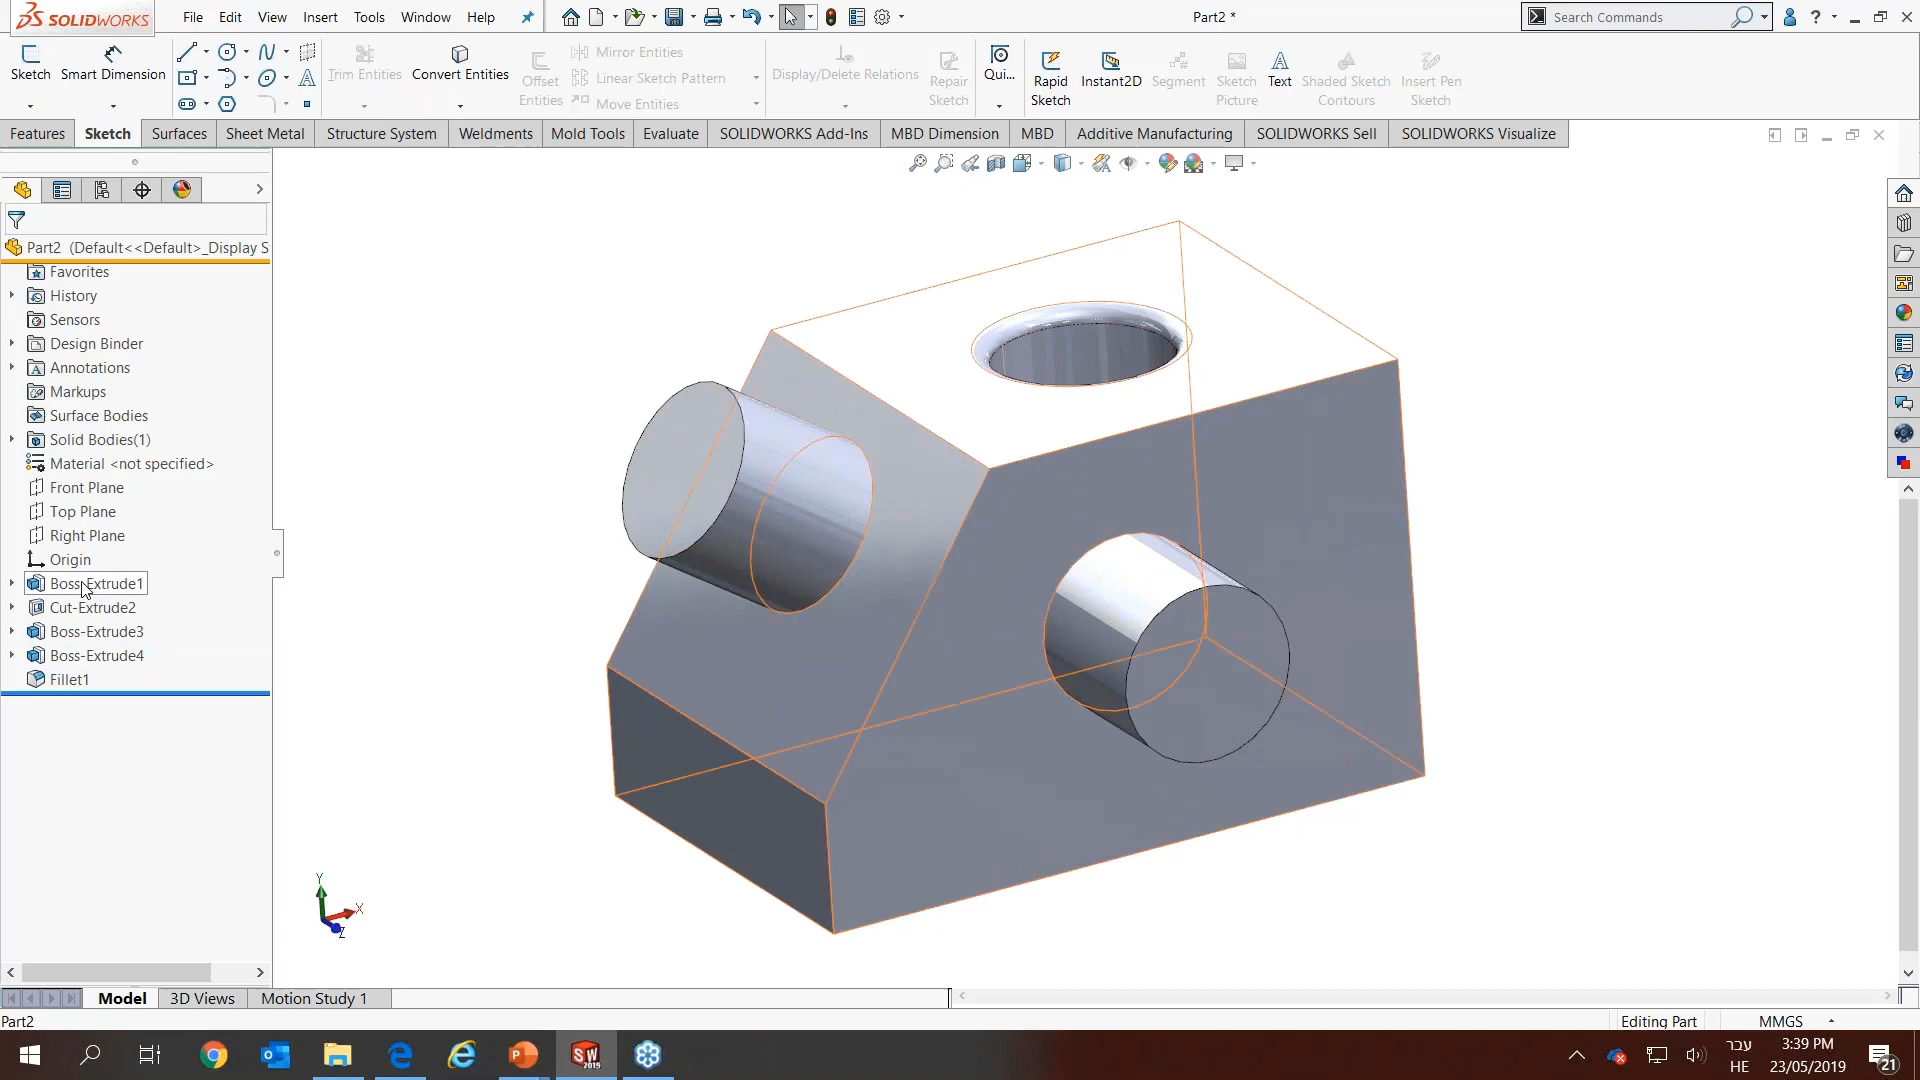 SOLIDWORKS File Edit View Insert Tools Window Help Part2 * Search Commands ?
Sketch Smart Dimension Trim Entities Convert Entities Offset Entities Mirror Entities Linear Sketch Pattern Move Entities Display/Delete Relations Repair Sketch Qui... Rapid Sketch Instant2D Segment Sketch Picture Text Shaded Sketch Contours Insert Pen Sketch
Features Sketch Surfaces Sheet Metal Structure System Weldments Mold Tools Evaluate SOLIDWORKS Add-Ins MBD Dimension MBD Additive Manufacturing SOLIDWORKS Sell SOLIDWORKS Visualize
Part2 (Default<<Default>_Display S
Favorites
History
Sensors
Design Binder
Annotations
Markups
Surface Bodies
Solid Bodies(1)
Material <not specified>
Front Plane
Top Plane
Right Plane
Origin
Boss-Extrude1
Cut-Extrude2
Boss-Extrude3
Boss-Extrude4
Fillet1
Y
X
Z
Model 3D Views Motion Study 1
Part2 Editing Part MMGS
SW 2019
עבר 3:39 PM
HE 23/05/2019 21